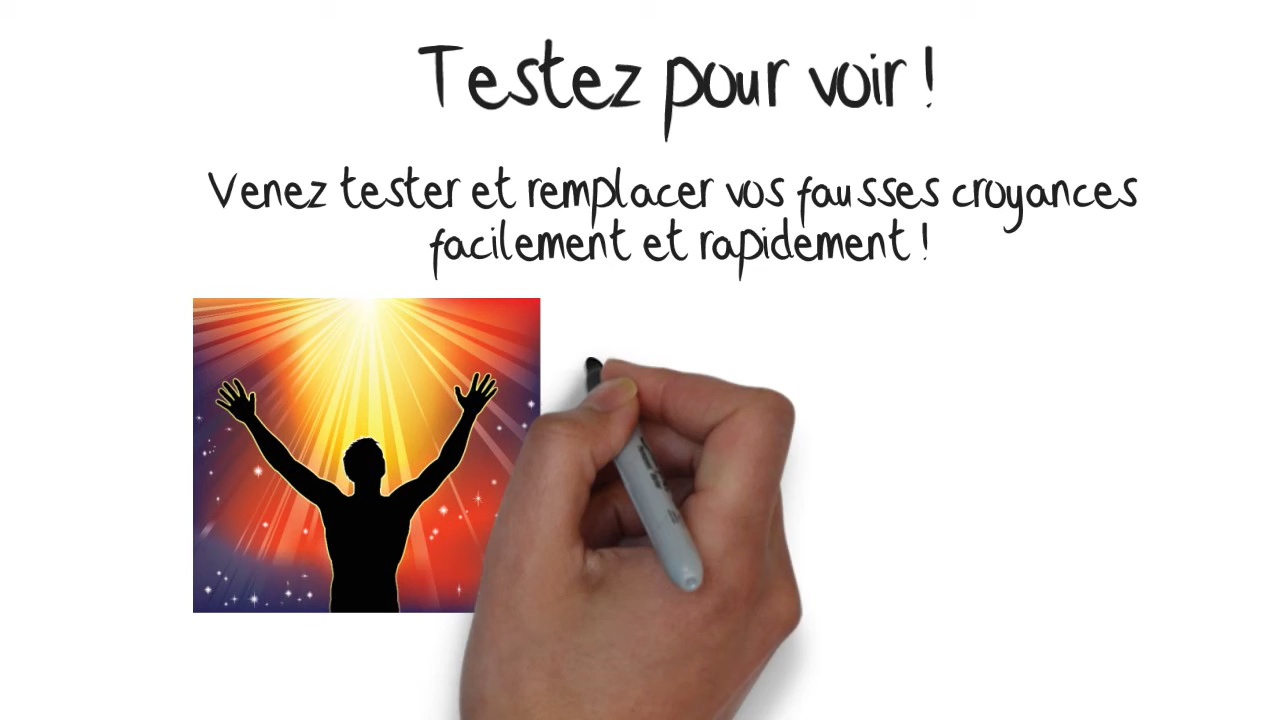 Testez pour voir !
Venez tester et remplacer vos fausses croyances
facilement et rapidement !